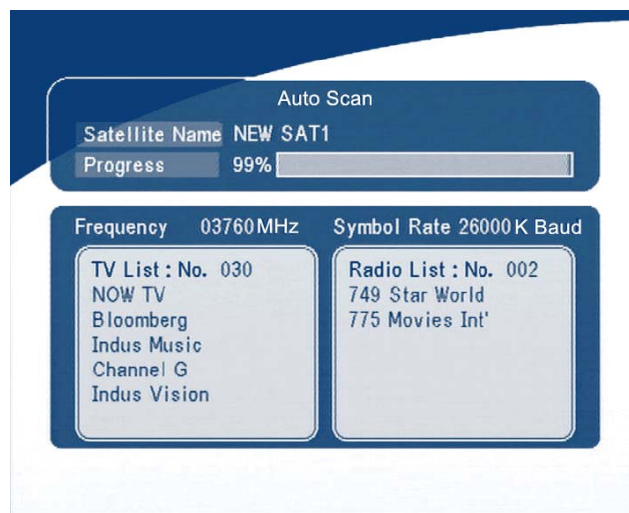 Auto Scan
Satellite Name NEW SAT1
Progress 99%
Frequency 03760MHz Symbol Rate 26000K Baud
TV List : No. 030
NOW TV
Bloomberg
Indus Music
Channel G
Indus Vision
Radio List : No. 002
749 Star World
775 Movies Int'